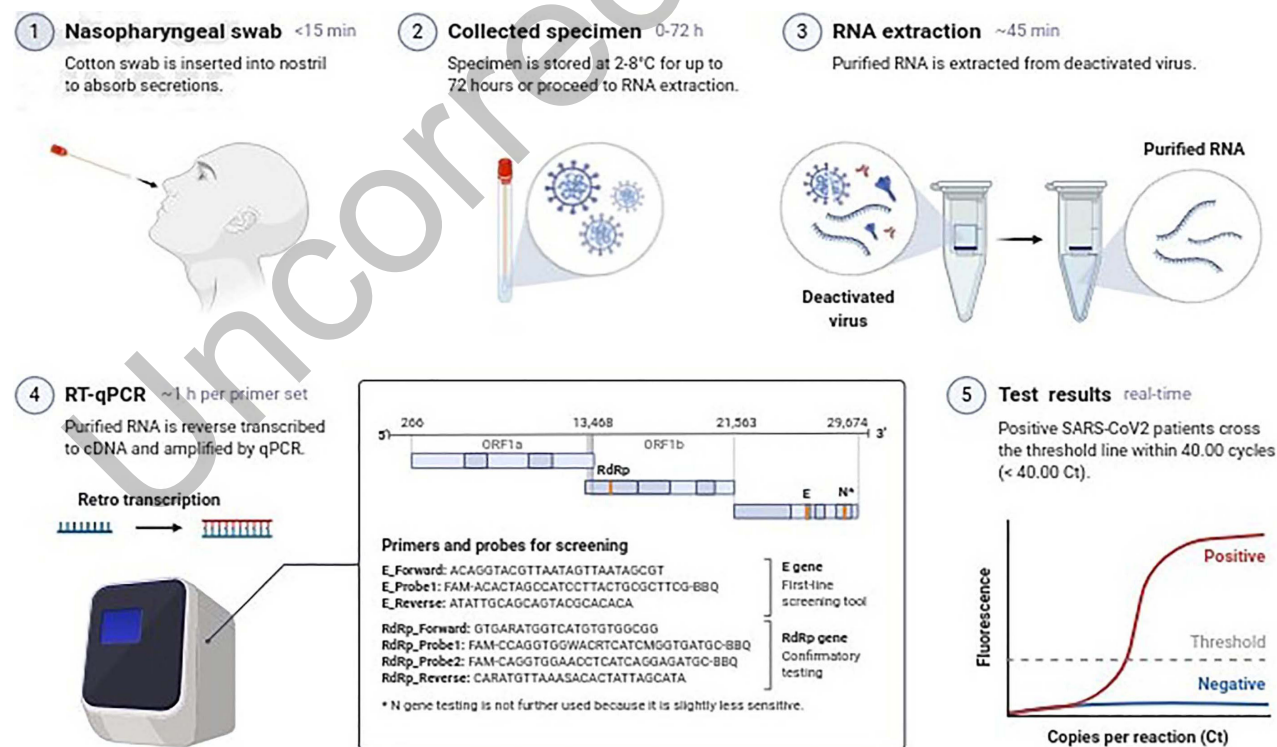 1 Nasopharyngeal swab <15 min
Cotton swab is inserted into nostril
to absorb secretions.
2 Collected specimen 0-72 h
Specimen is stored at 2-8°C for up to
72 hours or proceed to RNA extraction.
3 RNA extraction ~45 min
Purified RNA is extracted from deactivated virus.
Purified RNA
Deactivated
virus
Uncorrec
4 RT-qPCR ~1 h per primer set
Purified RNA is reverse transcribed
to cDNA and amplified by qPCR.
Retro transcription
266 13,468 21,563 29,674
5' 3'
ORF1a ORF1b
RdRp
E N*
Primers and probes for screening
E_Forward: ACAGGTACGTTAATAGTTAATAGCGT
E_Probe1: FAM-ACACTAGCCATCCTTACTGCGCTTCG-BBQ
E_Reverse: ATATTGCAGCAGTACGCACACA
E gene
First-line
screening tool
RdRp_Forward: GTGARATGGTCATGTGTGGCGG
RdRp_Probe1: FAM-CCAGGTGGWACRTCATCMGGTGATGC-BBQ
RdRp_Probe2: FAM-CAGGTGGAACCTCATCAGGAGATGC-BBQ
RdRp_Reverse: CARATGTTAAASACACTATTAGCATA
RdRp gene
Confirmatory
testing
* N gene testing is not further used because it is slightly less sensitive.
5 Test results real-time
Positive SARS-CoV2 patients cross
the threshold line within 40.00 cycles
(< 40.00 Ct).
Fluorescence
Positive
Threshold
Negative
Copies per reaction (Ct)